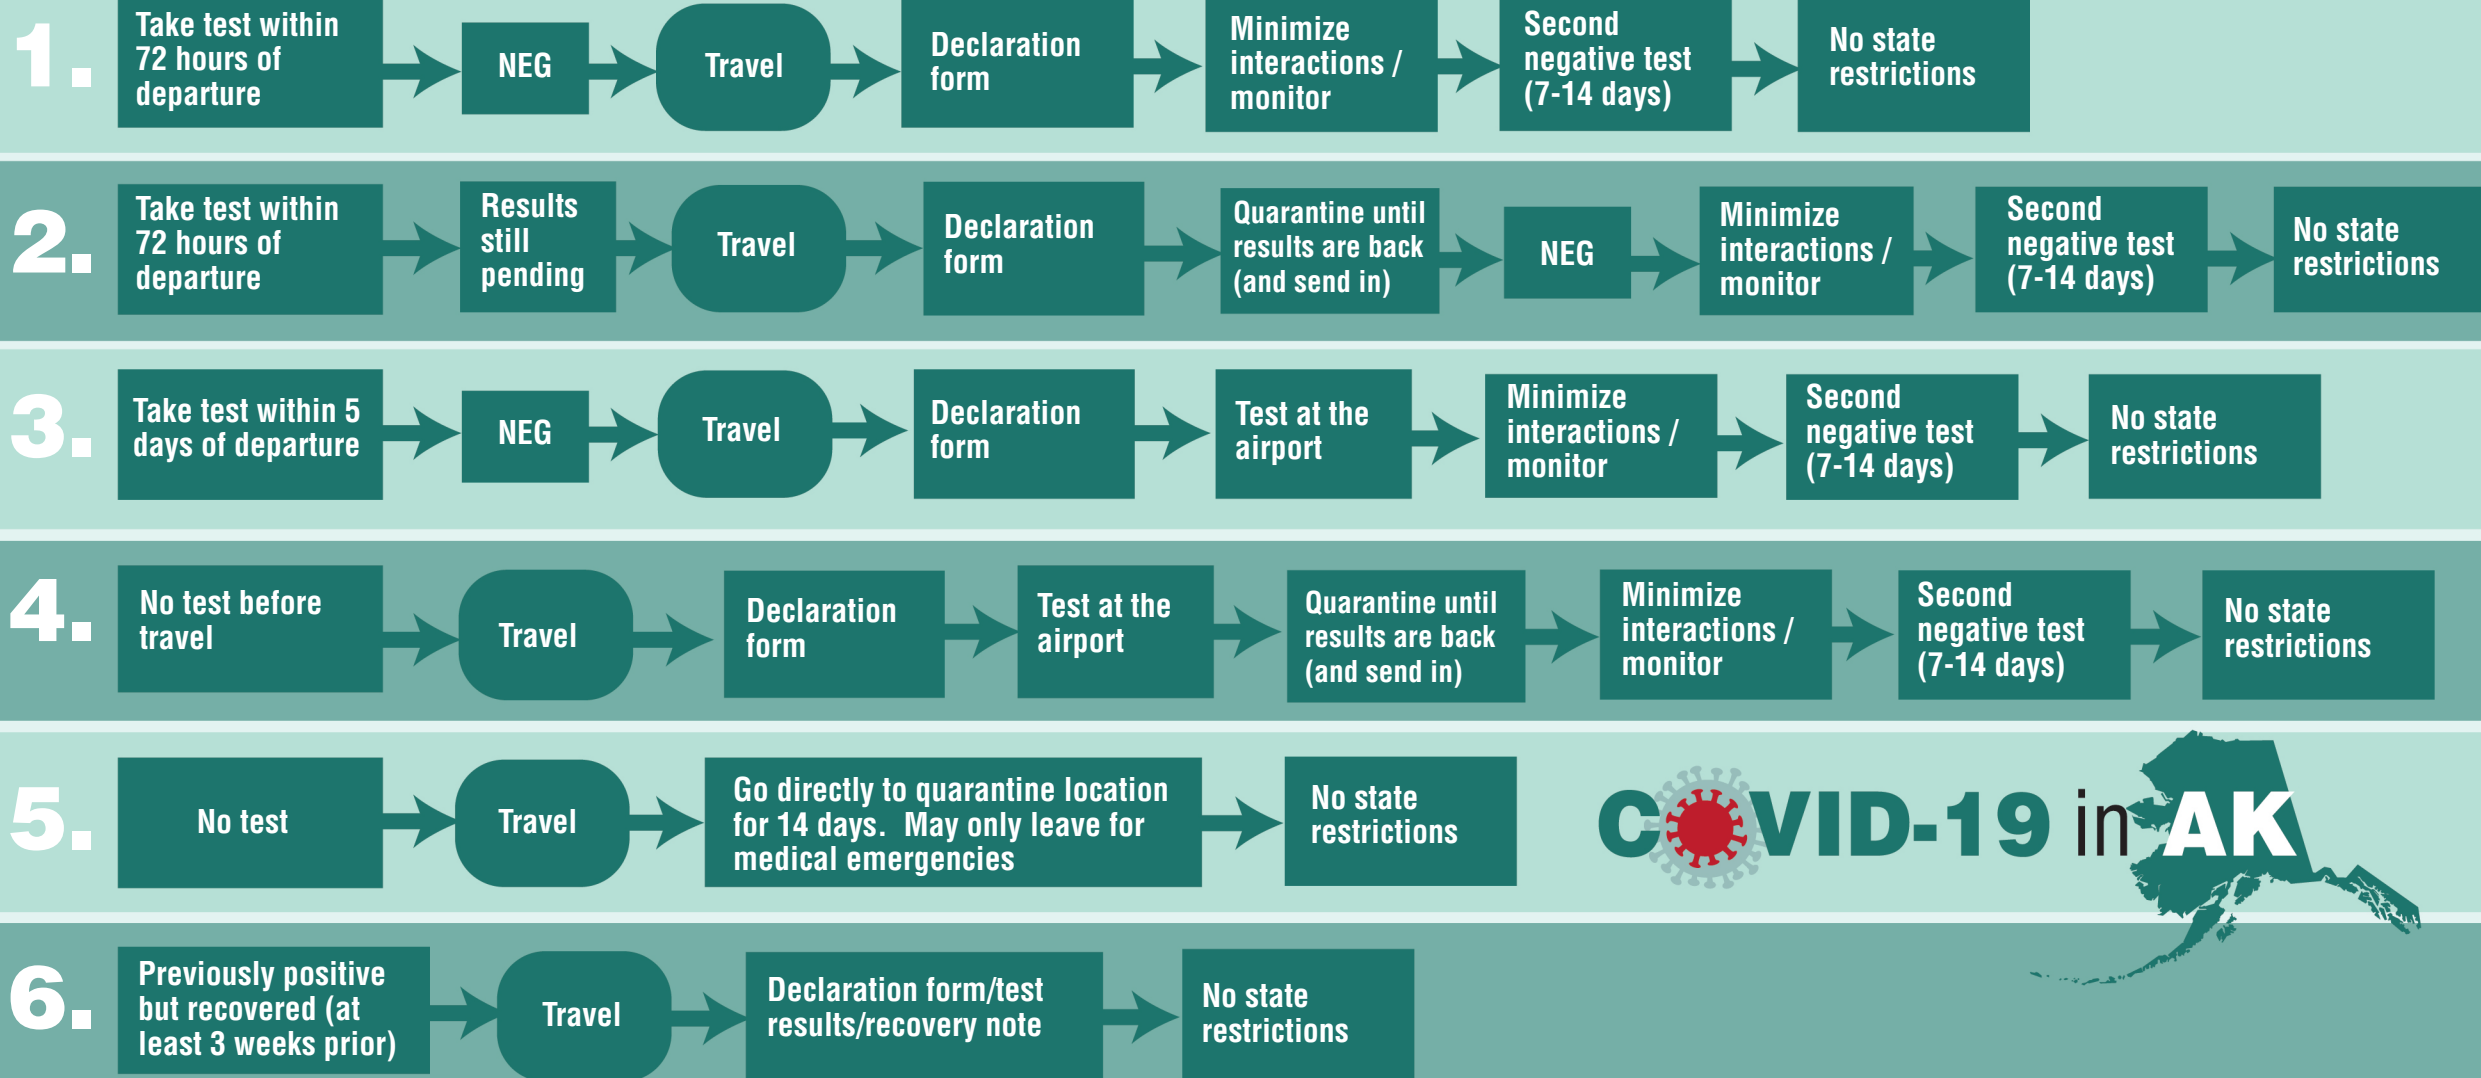 1.
Take test within
72 hours of
departure
NEG
Travel
Declaration
form
Minimize
interactions /
monitor
Second
negative test
(7-14 days)
No state
restrictions
2.
Take test within
72 hours of
departure
Results
still
pending
Travel
Declaration
form
Quarantine until
results are back
(and send in)
NEG
Minimize
interactions /
monitor
Second
negative test
(7-14 days)
No state
restrictions
3.
Take test within 5
days of departure
NEG
Travel
Declaration
form
Test at the
airport
Minimize
interactions /
monitor
Second
negative test
(7-14 days)
No state
restrictions
4.
No test before
travel
Travel
Declaration
form
Test at the
airport
Quarantine until
results are back
(and send in)
Minimize
interactions /
monitor
Second
negative test
(7-14 days)
No state
restrictions
5.
No test
Travel
Go directly to quarantine location
for 14 days.  May only leave for
medical emergencies
No state
restrictions
COVID-19 in AK
6.
Previously positive
but recovered (at
least 3 weeks prior)
Travel
Declaration form/test
results/recovery note
No state
restrictions